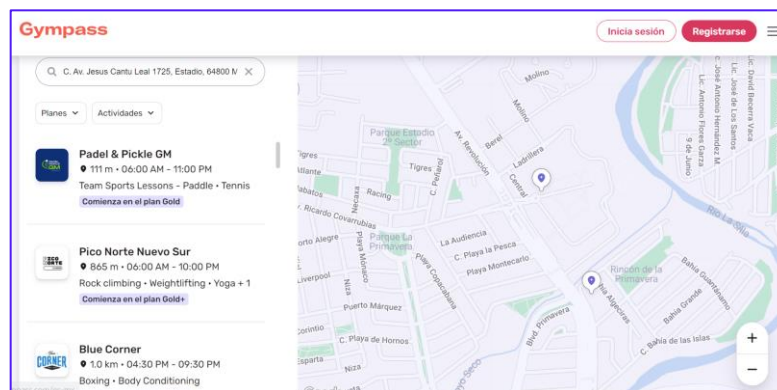 Gympass
Inicia sesión
Registrarse
C. Av. Jesus Cantu Leal 1725, Estadio, 64800 M
Planes
Actividades
Padel & Pickle GM
111 m • 06:00 AM - 11:00 PM
Team Sports Lessons - Paddle • Tennis
Comienza en el plan Gold
Pico Norte Nuevo Sur
865 m • 06:00 AM - 10:00 PM
Rock climbing • Weightlifting • Yoga + 1
Comienza en el plan Gold+
Blue Corner
1.0 km • 04:30 PM - 09:30 PM
Boxing • Body Conditioning
CORNER
Molino
Molino
Parque Estadio
2º Sector
Av. Revolución
Berel
Ladrillera
Central
Tigres
Tigres
C. Peñarol
Racing
Necaxa
. Ricardo Covarrubias
Parque La
Primavera
La Audiencia
C. Playa la Pesca
Playa Montecarlo
Playa Mónaco
Playa Copacabana
orto Alegre
Liverpool
Niza
Puerto Márquez
C. Playa de Hornos
Niza
Blvd. Primavera
Rincón de la
Primavera
Bahía Guantánamo
Bahía Grande
C. Bahía de las Islas
Río La Silla
Lic. David Becerra Vaca
Lic. José de Los Santos
Lic. José Antonio Hernández M.
Lic. Antonio Flores Garza
9 de Junio
+
−